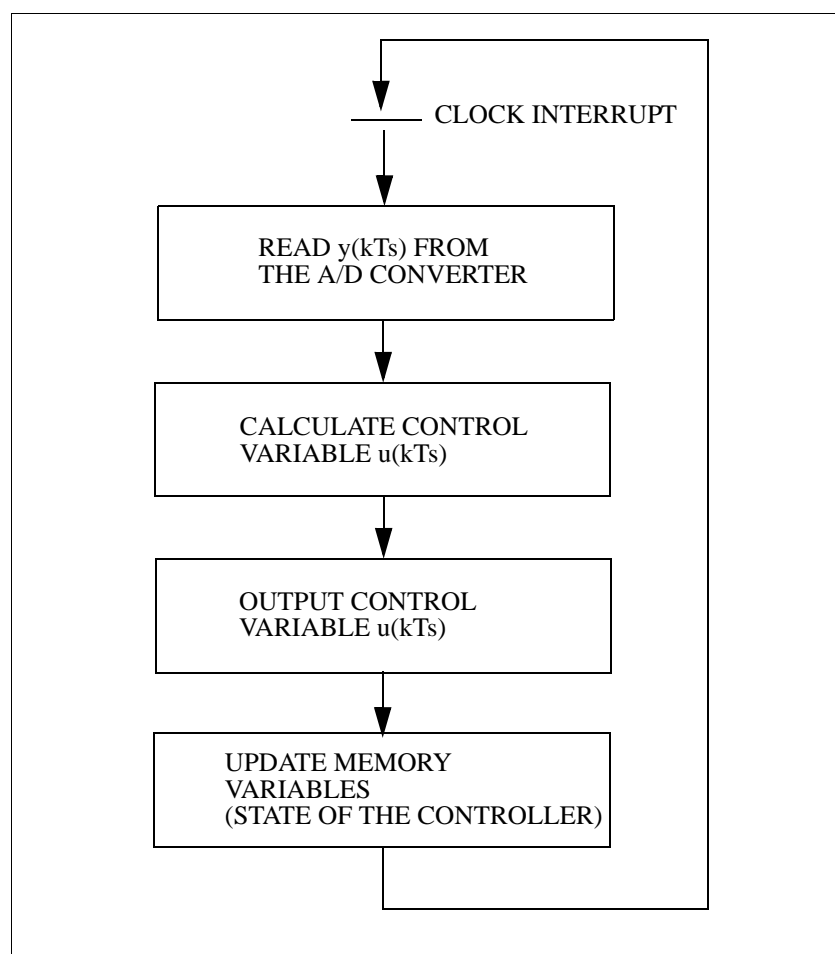 CLOCK INTERRUPT
READ y(kTs) FROM
THE A/D CONVERTER
CALCULATE CONTROL
VARIABLE u(kTs)
OUTPUT CONTROL
VARIABLE u(kTs)
UPDATE MEMORY
VARIABLES
(STATE OF THE CONTROLLER)